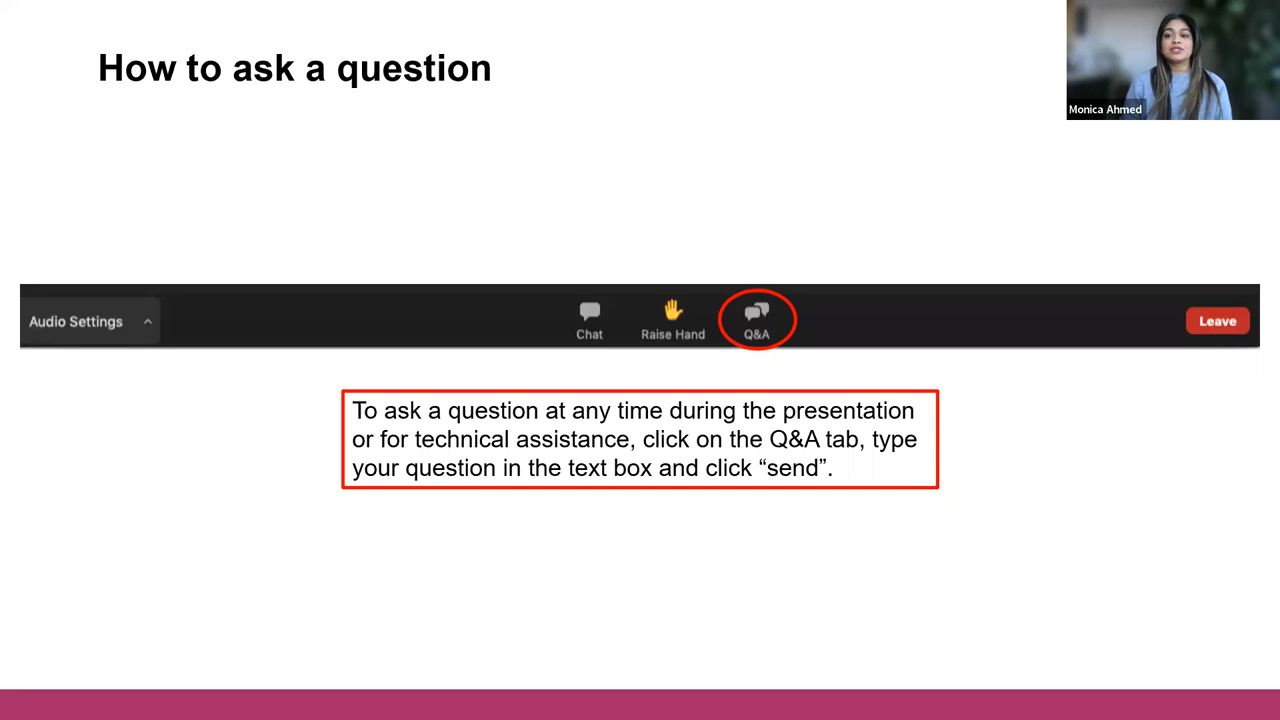 How to ask a question
Monica Ahmed
Audio Settings
Chat
Raise Hand
Q&A
Leave
To ask a question at any time during the presentation
or for technical assistance, click on the Q&A tab, type
your question in the text box and click “send”.